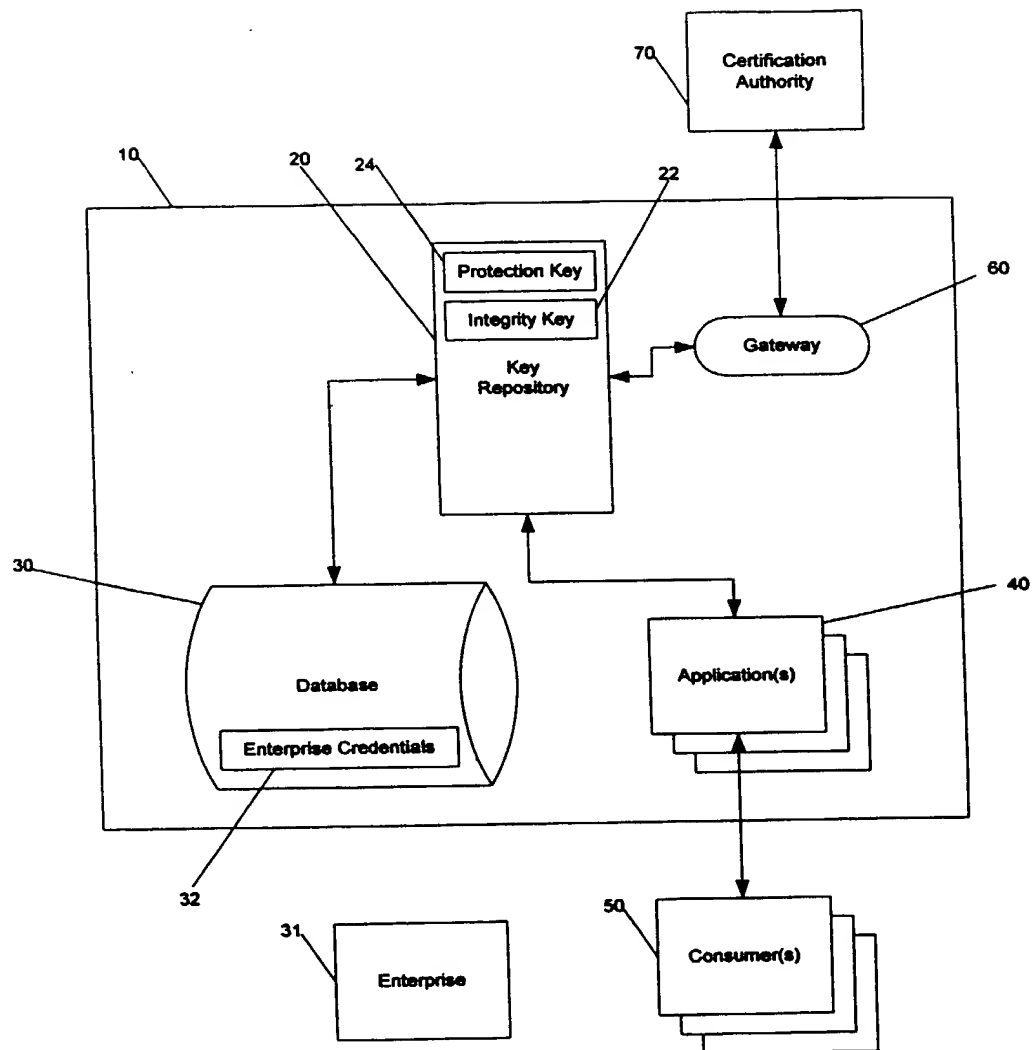 70
Certification
Authority
10
20
24
22
Protection Key
Integrity Key
Key
Repository
60
Gateway
30
Database
Enterprise Credentials
32
40
Application(s)
31
Enterprise
50
Consumer(s)